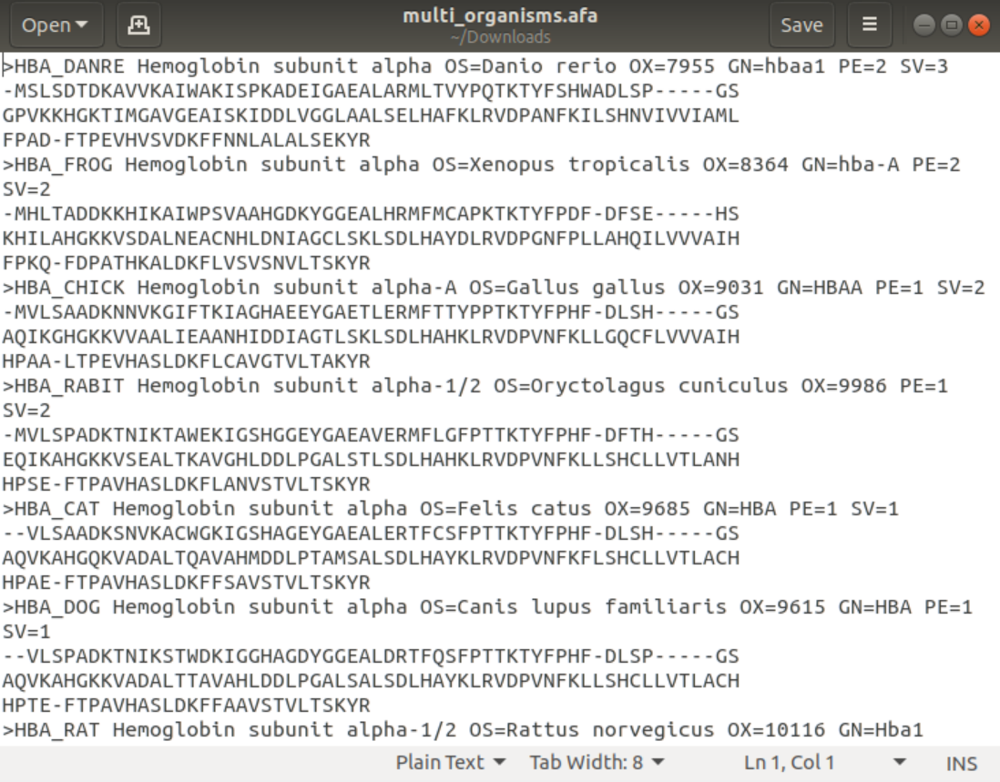 Open
multi_organisms.afa
~/Downloads
Save
>HBA_DANRE Hemoglobin subunit alpha OS=Danio rerio OX=7955 GN=hbaa1 PE=2 SV=3
-MSLSDTDKAVVKAIWAKISPKADEIGAEALARMLTVYPQTKTYFSHWADLSP-----GS
GPVKKHGKTIMGAVGEAISKIDDLVGGLAALSELHAFKLRVDPANFKILSHNVIVVIAML
FPAD-FTPEVHVSVDKFFNNLALALSEKYR
>HBA_FROG Hemoglobin subunit alpha OS=Xenopus tropicalis OX=8364 GN=hba-A PE=2
SV=2
-MHLTADDKKHIKAIWPSVAAHGDKYGGEALHRMFMCAPKTKTYFPDF-DFSE-----HS
KHILAHGKKVSDALNEACNHLDNIAGCLSKLSDLHAYDLRVDPGNFPLLAHQILVVVAIH
FPKQ-FDPATHKALDKFLVSVSNVLTSKYR
>HBA_CHICK Hemoglobin subunit alpha-A OS=Gallus gallus OX=9031 GN=HBAA PE=1 SV=2
-MVLSAADKNNVKGIFTKIAGHAEEYGAETLERMFTTYPPTKTYFPHF-DLSH-----GS
AQIKGHGKKVVAALIEAANHIDDIAGTLSKLSDLHAHKLRVDPVNFKLLGQCFLVVVAIH
HPAA-LTPEVHASLDKFLCAVGTVLTAKYR
>HBA_RABIT Hemoglobin subunit alpha-1/2 OS=Oryctolagus cuniculus OX=9986 PE=1
SV=2
-MVLSPADKTNIKTAWEKIGSHGGEYGAEAVERMFLGFPTTKTYFPHF-DFTH-----GS
EQIKAHGKKVSEALTKAVGHLDDLPGALSTLSDLHAHKLRVDPVNFKLLSHCLLVTLANH
HPSE-FTPAVHASLDKFLANVSTVLTSKYR
>HBA_CAT Hemoglobin subunit alpha OS=Felis catus OX=9685 GN=HBA PE=1 SV=1
--VLSAADKSNVKACWGKIGSHAGEYGAEALERTFCSFPTTKTYFPHF-DLSH-----GS
AQVKAHGQKVADALTQAVAHMDDLPTAMSALSDLHAYKLRVDPVNFKFLSHCLLVTLACH
HPAE-FTPAVHASLDKFFSAVSTVLTSKYR
>HBA_DOG Hemoglobin subunit alpha OS=Canis lupus familiaris OX=9615 GN=HBA PE=1
SV=1
--VLSPADKTNIKSTWDKIGGHAGDYGGEALDRTFQSFPTTKTYFPHF-DLSP-----GS
AQVKAHGKKVADALTTAVAHLDDLPGALSALSDLHAYKLRVDPVNFKLLSHCLLVTLACH
HPTE-FTPAVHASLDKFFAAVSTVLTSKYR
>HBA_RAT Hemoglobin subunit alpha-1/2 OS=Rattus norvegicus OX=10116 GN=Hba1
Plain Text Tab Width: 8 Ln 1, Col 1 INS